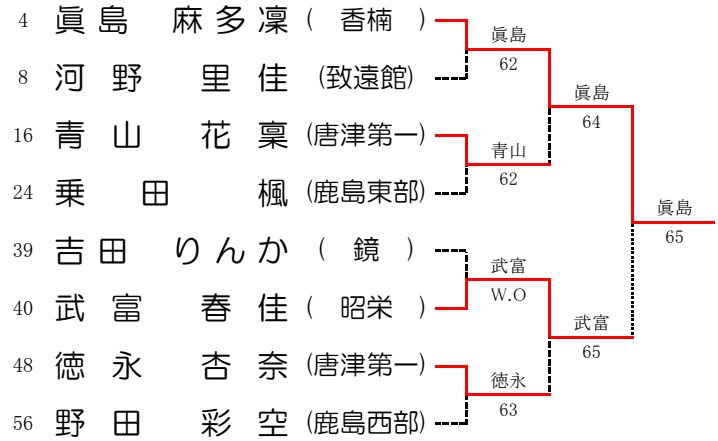 4 眞島 麻多凜 ( 香楠 )
眞島
8 河野 里佳 (致遠館)
62
眞島
16 青山 花稟 (唐津第一)
64
青山
24 乗田 楓 (鹿島東部)
62
眞島
65
39 吉田 りんか ( 鏡 )
武富
40 武富 春佳 ( 昭栄 )
W.O
武富
48 徳永 杏奈 (唐津第一)
65
徳永
56 野田 彩空 (鹿島西部)
63